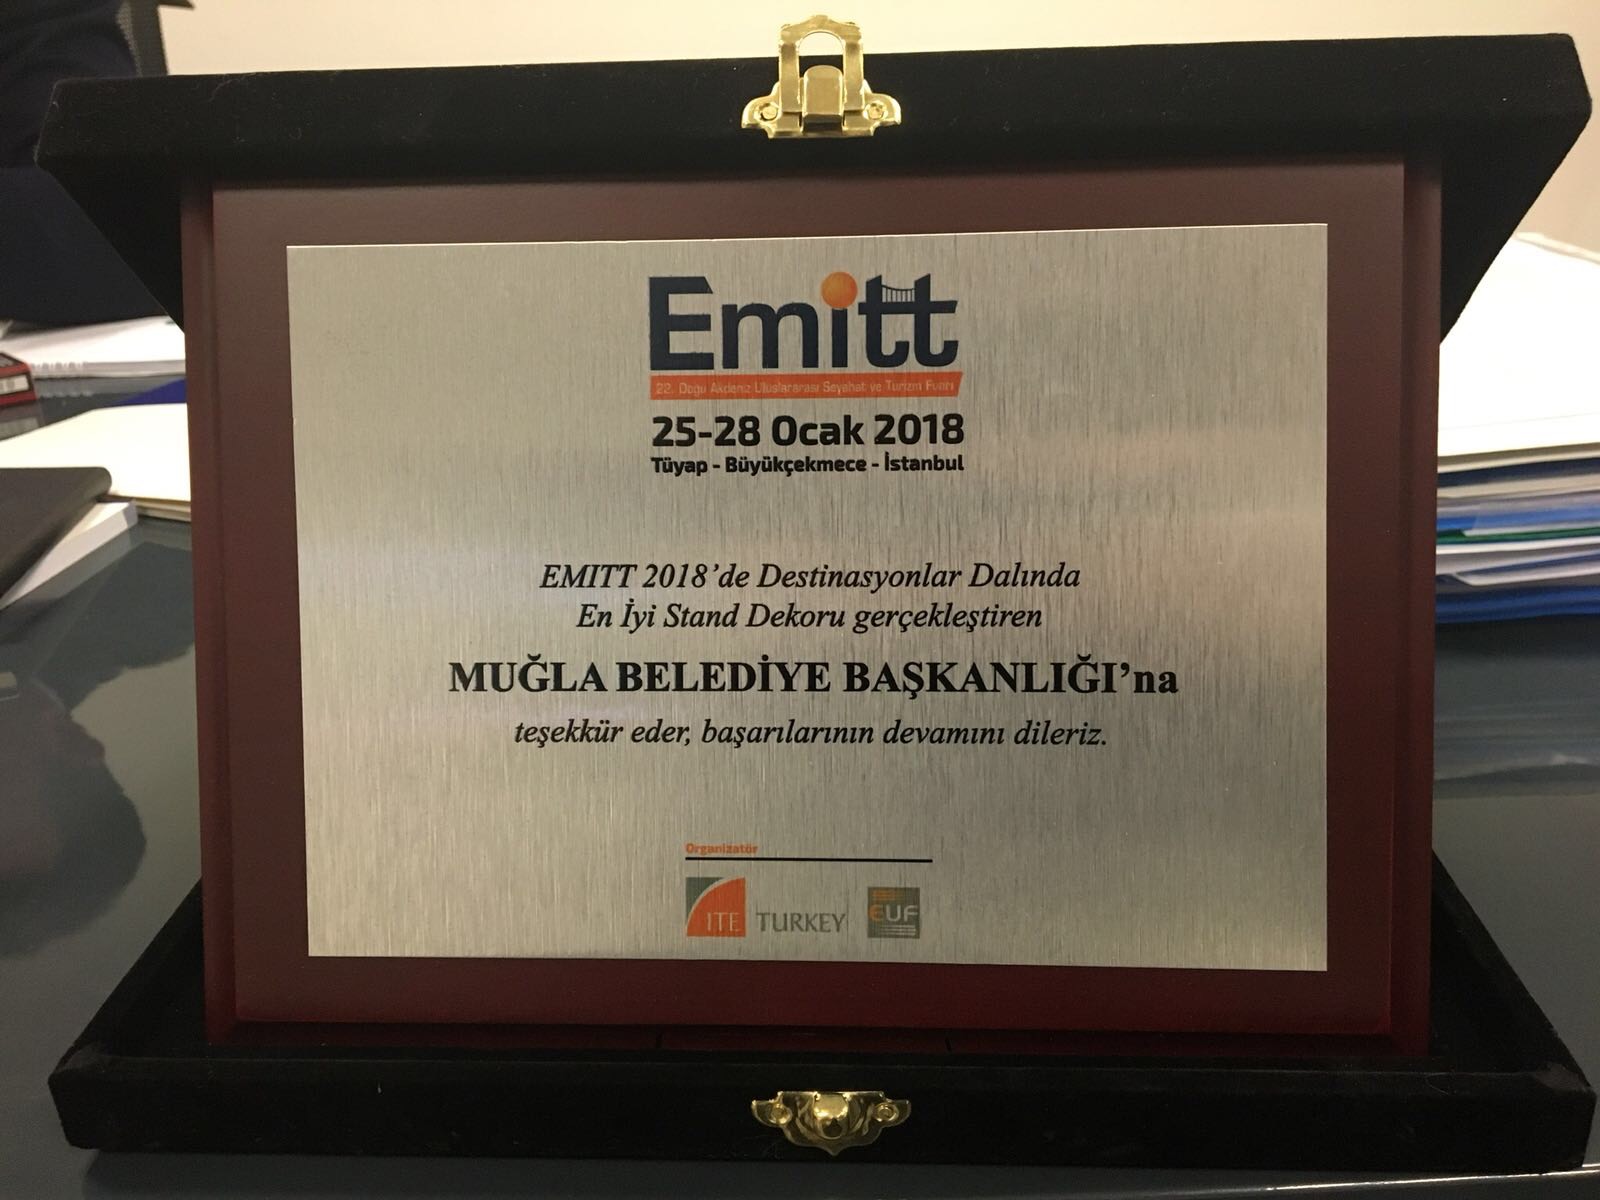 Emitt
22. Doğu Akdeniz Uluslararası Seyahat ve Turizm Fuarı
25-28 Ocak 2018
Tüyap - Büyükçekmece - İstanbul
EMITT 2018’de Destinasyonlar Dalında
En İyi Stand Dekoru gerçekleştiren
MUĞLA BELEDİYE BAŞKANLIĞI’na
teşekkür eder, başarılarının devamını dileriz.
Organizatör
ITE TURKEY EUF